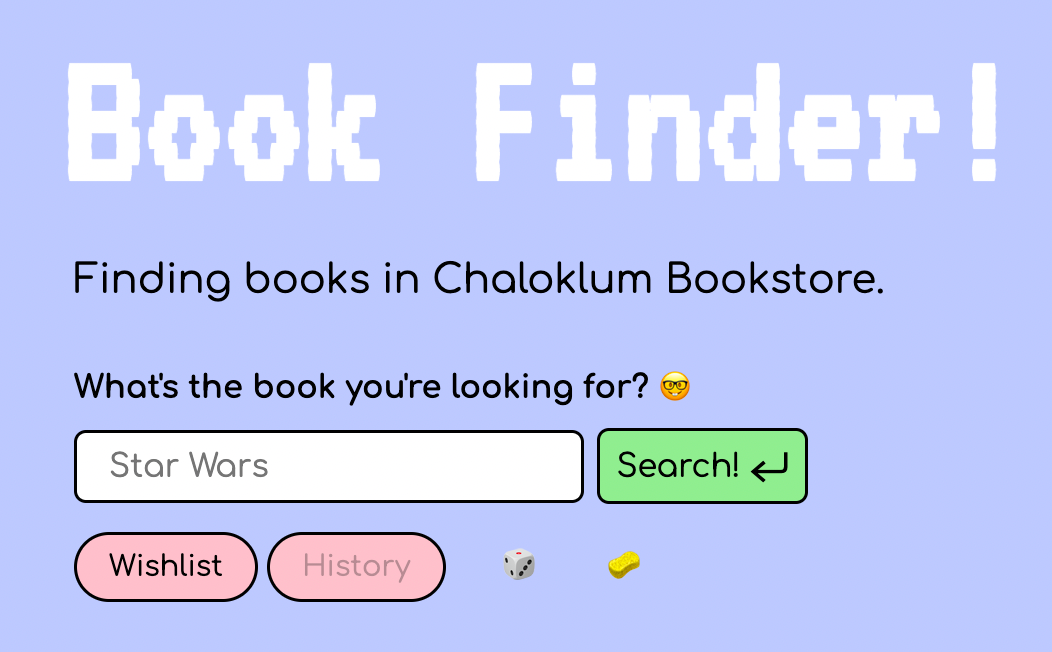 Book Finder!
Finding books in Chaloklum Bookstore.
What's the book you're looking for? 🤓
Star Wars
Search! ↵
Wishlist
History